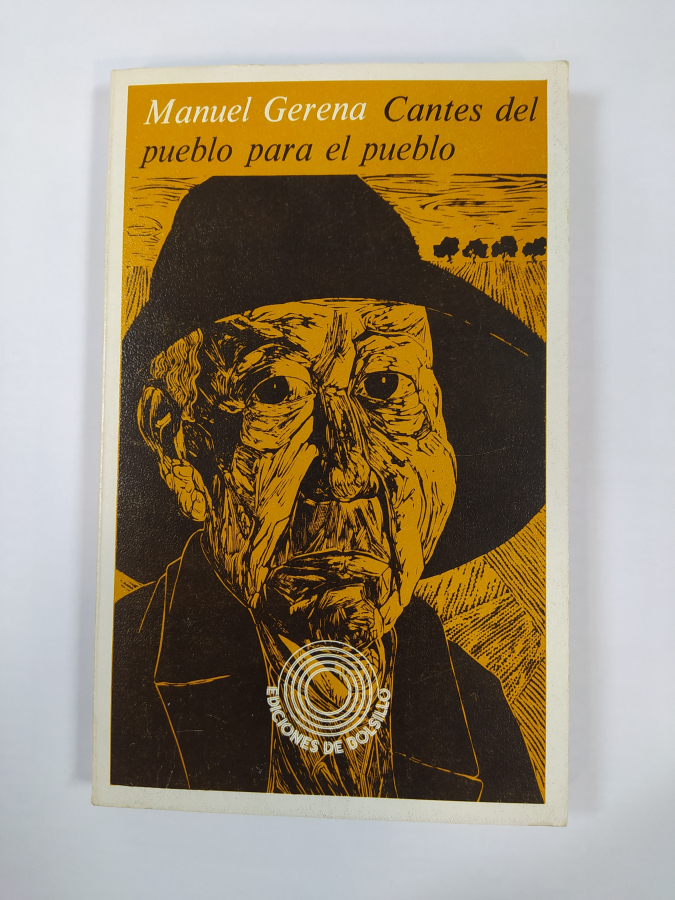 Manuel Gerena Cantes del
pueblo para el pueblo
EDICIONES DE BOLSILLO